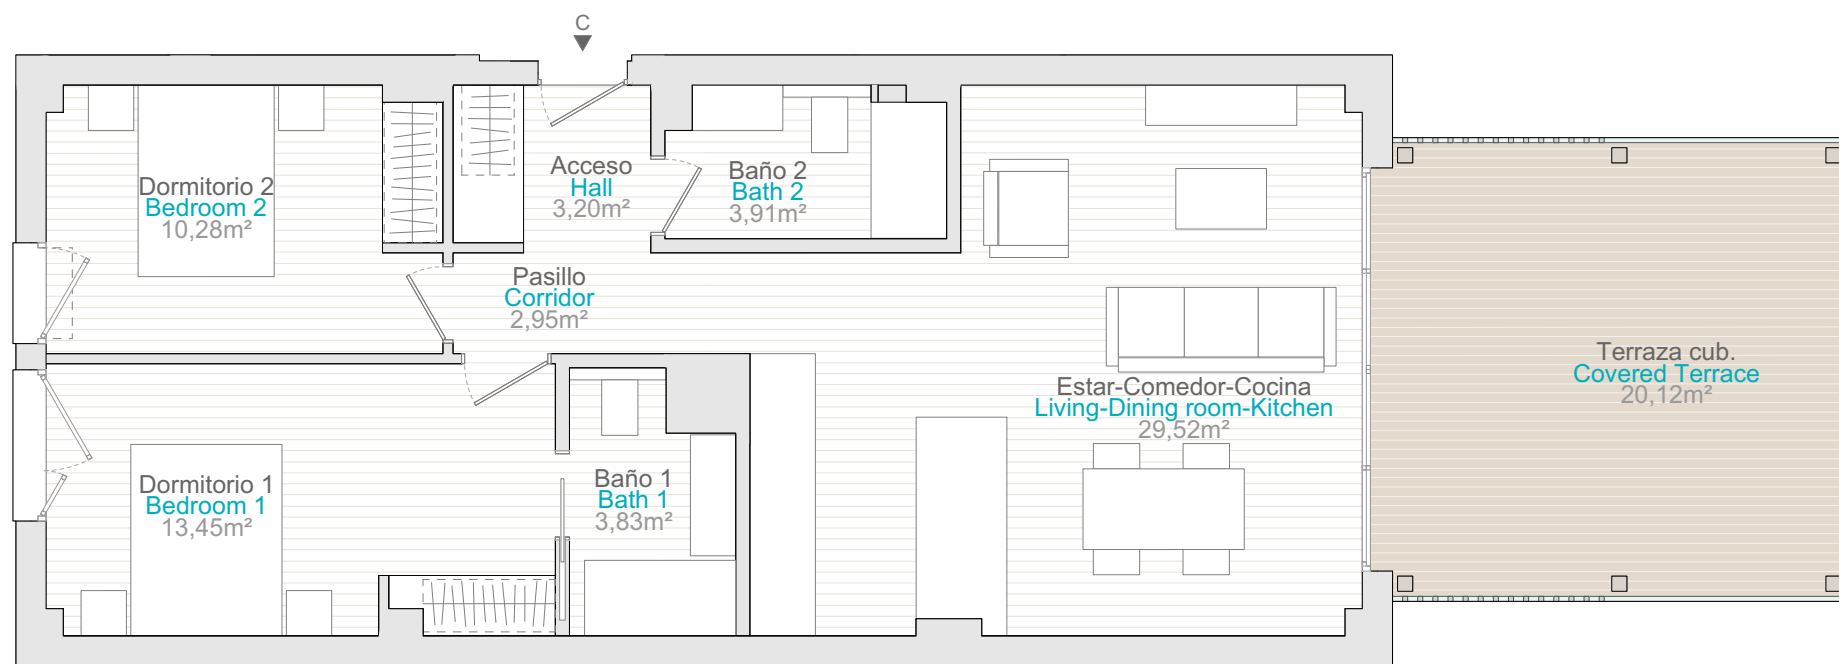 C
Acceso
Hall
3,20m²
Baño 2
Bath 2
3,91m²
Dormitorio 2
Bedroom 2
10,28m²
Pasillo
Corridor
2,95m²
Estar-Comedor-Cocina
Living-Dining room-Kitchen
29,52m²
Terraza cub.
Covered Terrace
20,12m²
Dormitorio 1
Bedroom 1
13,45m²
Baño 1
Bath 1
3,83m²